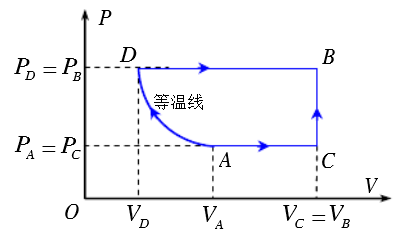 P
D
B
P_D = P_B
等温线
P_A = P_C
A
C
O
V_D
V_A
V_C = V_B
V